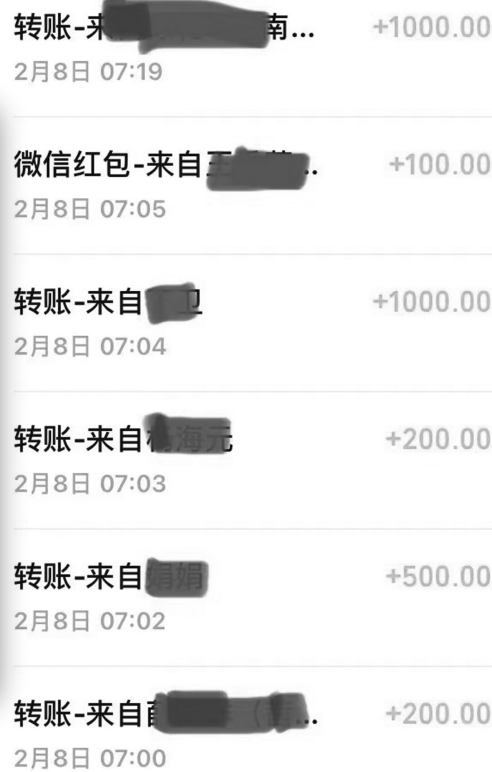 转账-来 南...
+1000.00
2月8日 07:19
微信红包-来自王 ..
+100.00
2月8日 07:05
转账-来自 卫
+1000.00
2月8日 07:04
转账-来自 海元
+200.00
2月8日 07:03
转账-来自娟娟
+500.00
2月8日 07:02
转账-来自 ..
+200.00
2月8日 07:00